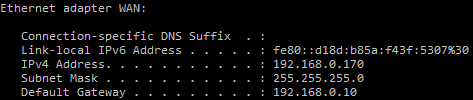 Ethernet adapter WAN:
Connection-specific DNS Suffix  . :
Link-local IPv6 Address . . . . . : fe80::d18d:b85a:f43f:5307%30
IPv4 Address. . . . . . . . . . . : 192.168.0.170
Subnet Mask . . . . . . . . . . . : 255.255.255.0
Default Gateway . . . . . . . . . : 192.168.0.10